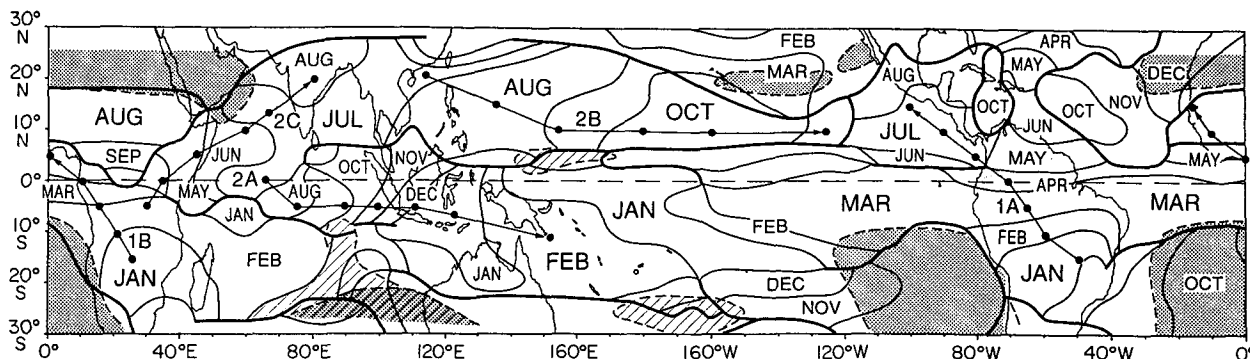 30°
N
20°
N
10°
N
0°
10°
S
20°
S
30°
S
0°
40°E
80°E
120°E
160°E
160°W
120°W
80°W
40°W
0°
FEB
APR
AUG
MAY
MAR
AUG
DEC
AUG
2C
JUL
AUG
2B
OCT
JUL
OCT
OCT
NOV
SEP
JUN
OCT
NOV
JUN
JUN
MAY
MAY
MAR
MAY
2A
AUG
DEC
APR
JAN
JAN
MAR
1A
MAR
1B
JAN
FEB
JAN
FEB
FEB
DEC
NOV
FEB
JAN
OCT